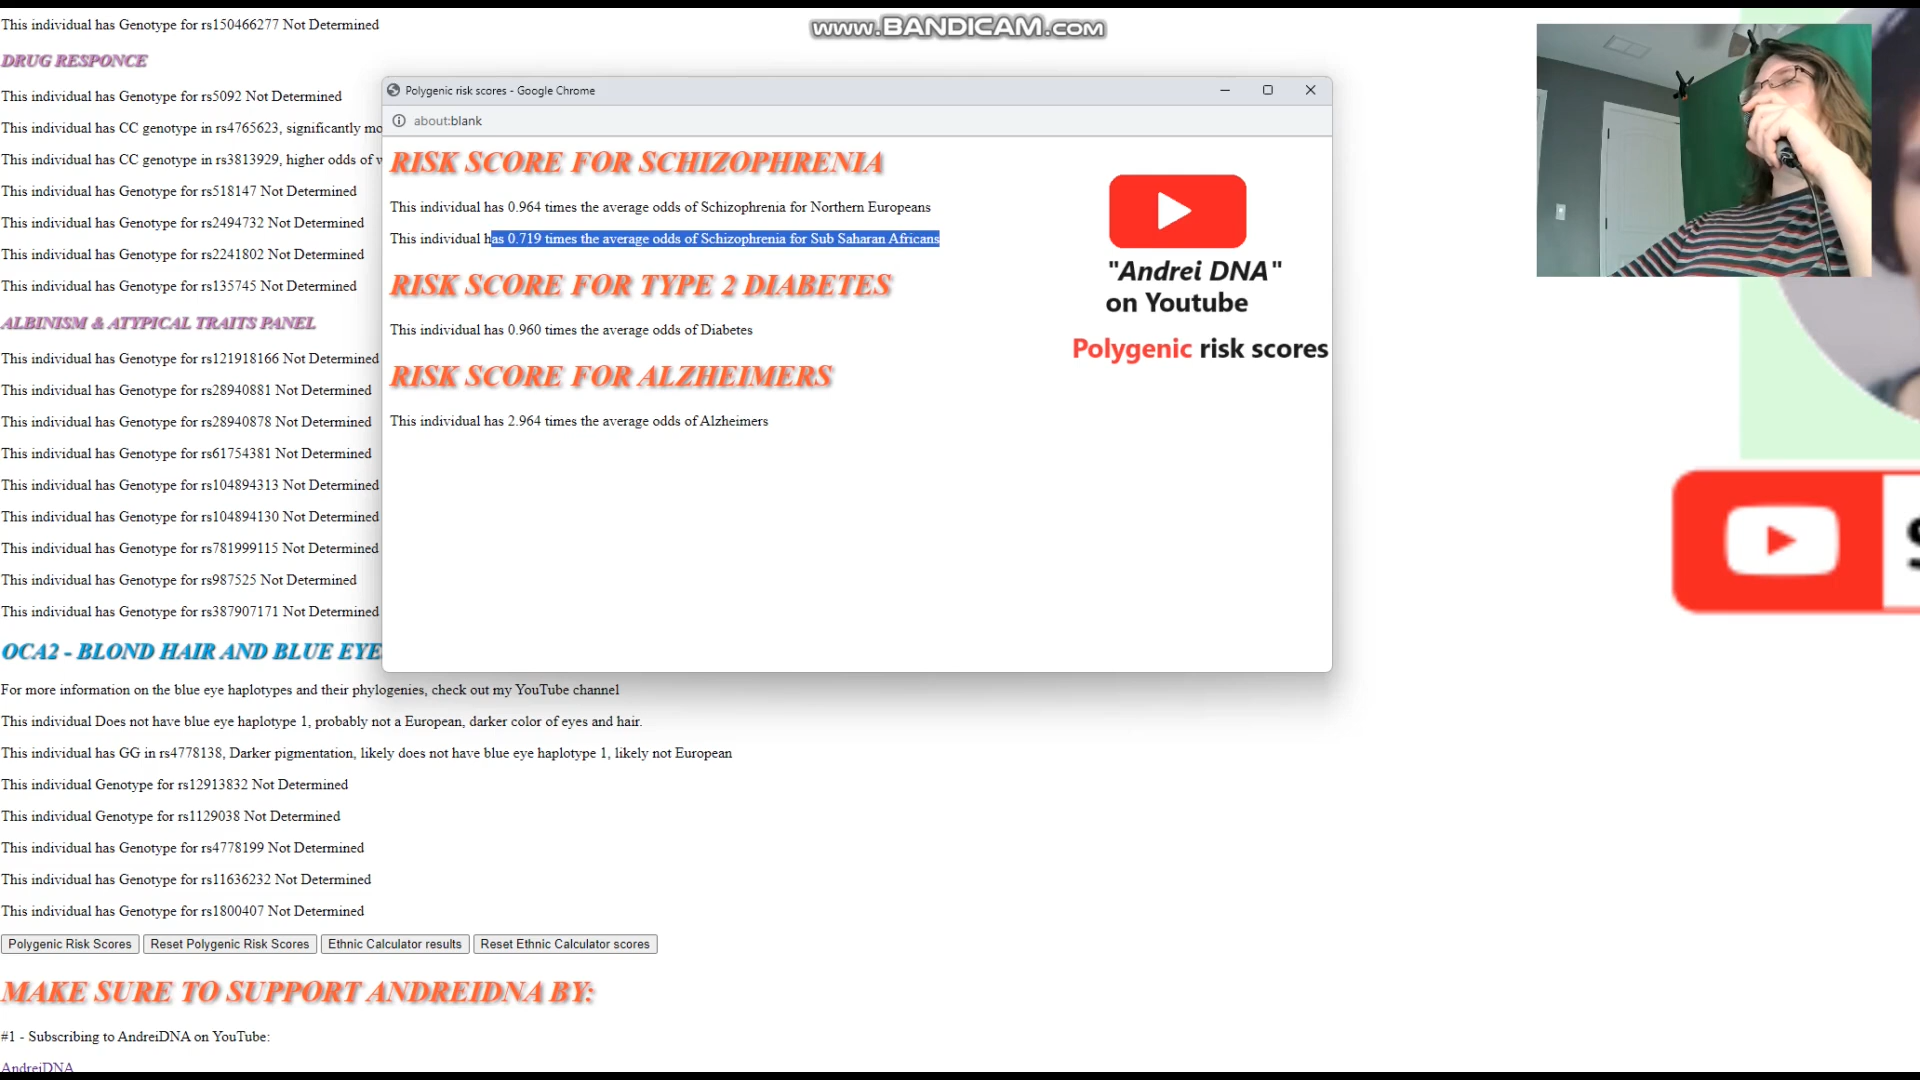 www.BANDICAM.com
This individual has Genotype for rs150466277 Not Determined
DRUG RESPONCE
This individual has Genotype for rs5092 Not Determined
This individual has CC genotype in rs4765623, significantly mo
This individual has CC genotype in rs3813929, higher odds of w
This individual has Genotype for rs518147 Not Determined
This individual has Genotype for rs2494732 Not Determined
This individual has Genotype for rs2241802 Not Determined
This individual has Genotype for rs135745 Not Determined
ALBINISM & ATYPICAL TRAITS PANEL
This individual has Genotype for rs121918166 Not Determined
This individual has Genotype for rs28940881 Not Determined
This individual has Genotype for rs28940878 Not Determined
This individual has Genotype for rs61754381 Not Determined
This individual has Genotype for rs104894313 Not Determined
This individual has Genotype for rs104894130 Not Determined
This individual has Genotype for rs781999115 Not Determined
This individual has Genotype for rs987525 Not Determined
This individual has Genotype for rs387907171 Not Determined
OCA2 - BLOND HAIR AND BLUE EYE
For more information on the blue eye haplotypes and their phylogenies, check out my YouTube channel
This individual Does not have blue eye haplotype 1, probably not a European, darker color of eyes and hair.
This individual has GG in rs4778138, Darker pigmentation, likely does not have blue eye haplotype 1, likely not European
This individual Genotype for rs12913832 Not Determined
This individual Genotype for rs1129038 Not Determined
This individual has Genotype for rs4778199 Not Determined
This individual has Genotype for rs11636232 Not Determined
This individual has Genotype for rs1800407 Not Determined
Polygenic Risk Scores Reset Polygenic Risk Scores Ethnic Calculator results Reset Ethnic Calculator scores
MAKE SURE TO SUPPORT ANDREIDNA BY:
#1 - Subscribing to AndreiDNA on YouTube:
AndreiDNA
Polygenic risk scores - Google Chrome
about:blank
RISK SCORE FOR SCHIZOPHRENIA
This individual has 0.964 times the average odds of Schizophrenia for Northern Europeans
This individual has 0.719 times the average odds of Schizophrenia for Sub Saharan Africans
RISK SCORE FOR TYPE 2 DIABETES
This individual has 0.960 times the average odds of Diabetes
RISK SCORE FOR ALZHEIMERS
This individual has 2.964 times the average odds of Alzheimers
"Andrei DNA"
on Youtube
Polygenic risk scores